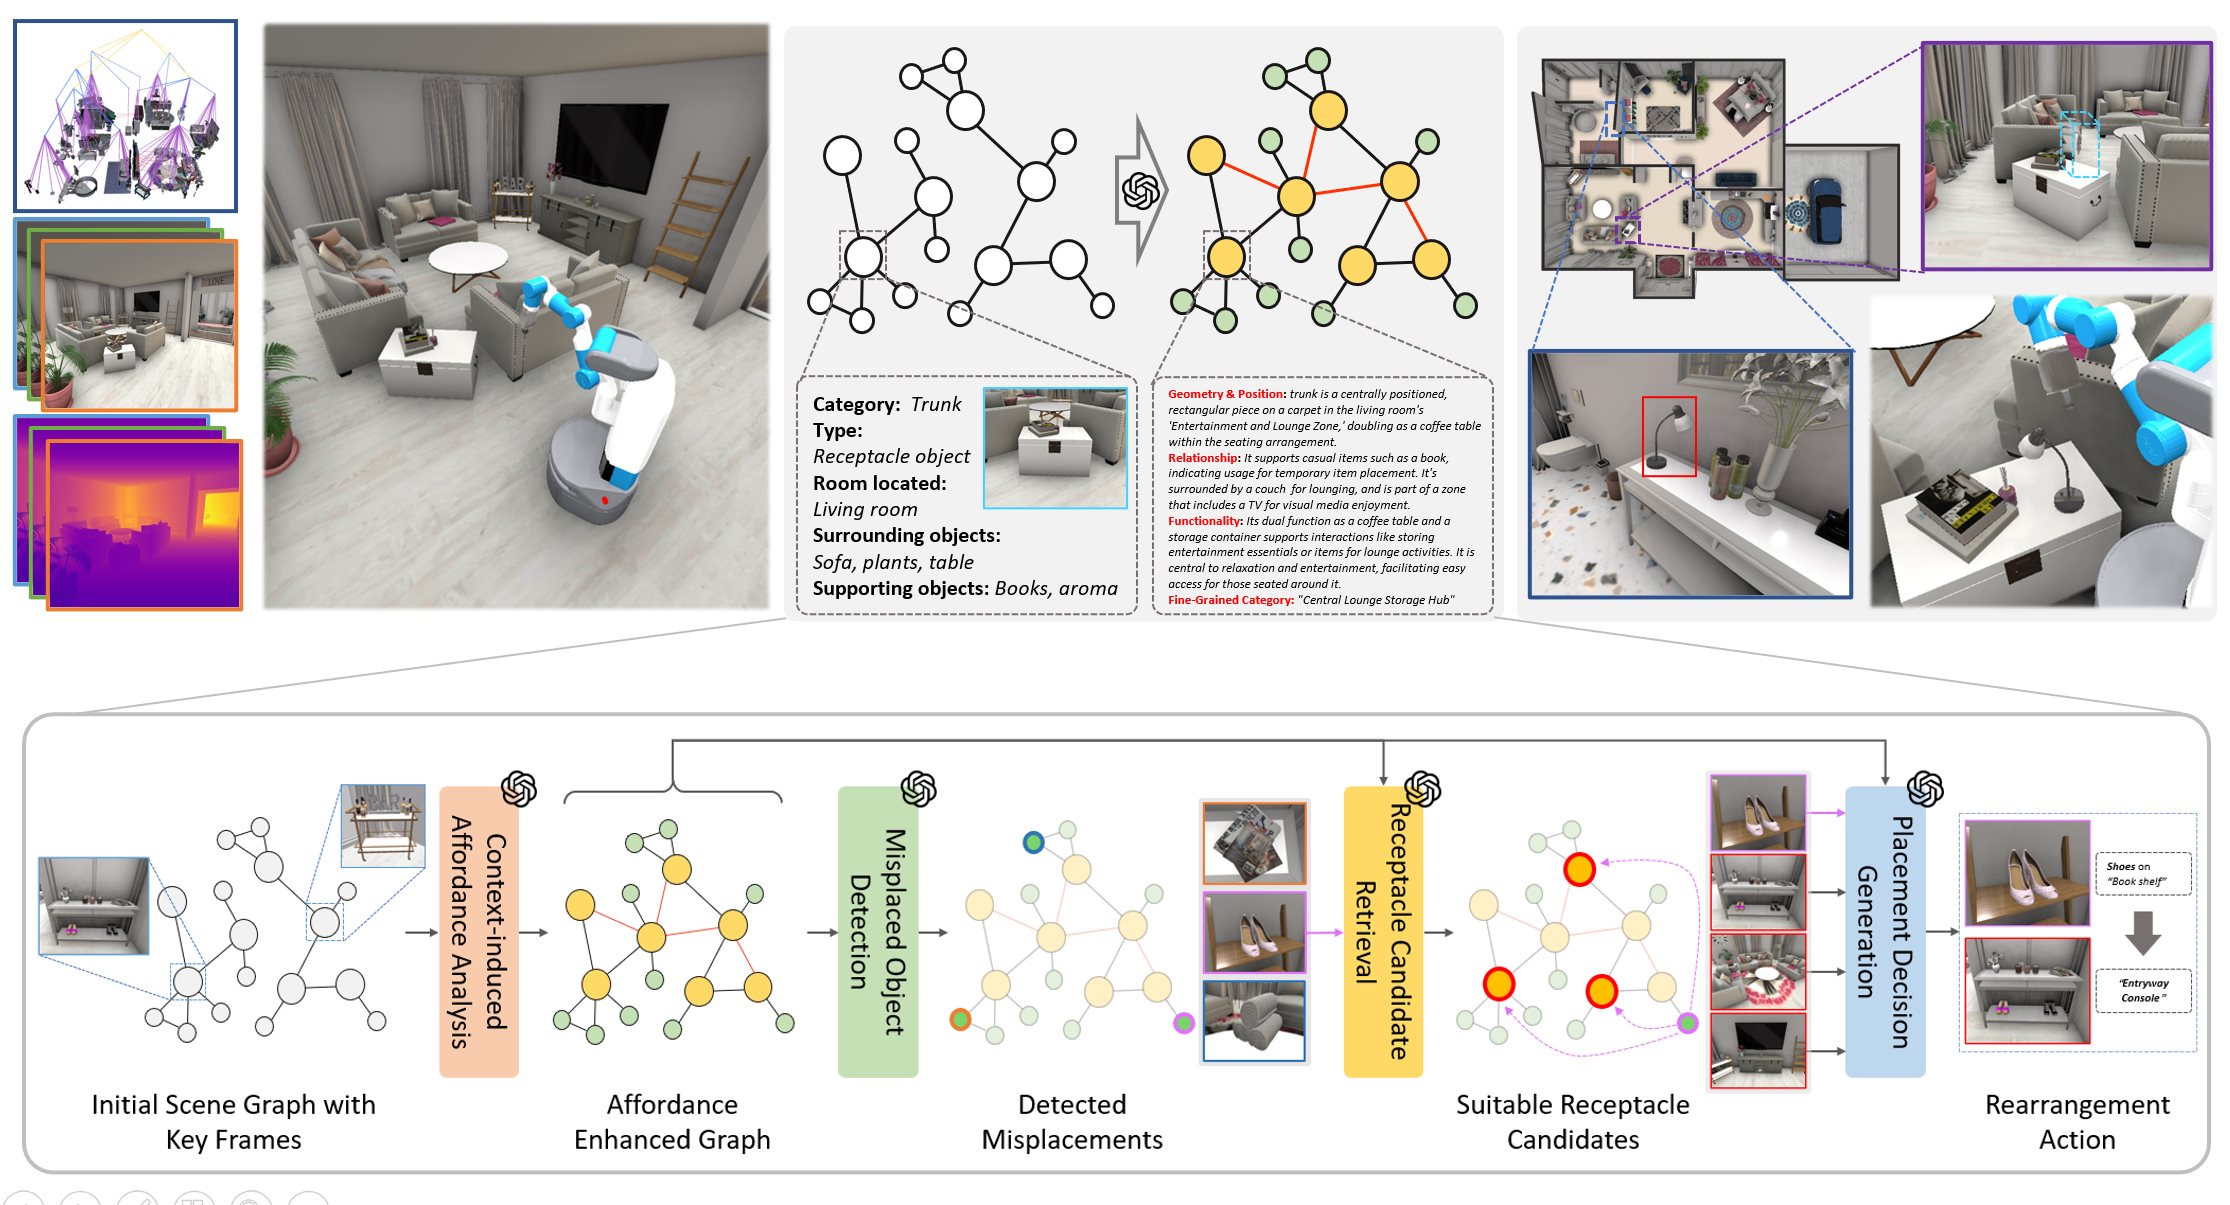 Category: Trunk
Type:
Receptacle object
Room located:
Living room
Surrounding objects:
Sofa, plants, table
Supporting objects: Books, aroma
Geometry & Position: trunk is a centrally positioned,
rectangular piece on a carpet in the living room's
'Entertainment and Lounge Zone,' doubling as a coffee table
within the seating arrangement.
Relationship: It supports casual items such as a book,
indicating usage for temporary item placement. It's
surrounded by a couch for lounging, and is part of a zone
that includes a TV for visual media enjoyment.
Functionality: Its dual function as a coffee table and a
storage container supports interactions like storing
entertainment essentials or items for lounge activities. It is
central to relaxation and entertainment, facilitating easy
access for those seated around it.
Fine-Grained Category: "Central Lounge Storage Hub"
LOVE
BAR
Context-induced
Affordance Analysis
Misplaced Object
Detection
Receptacle Candidate
Retrieval
Placement Decision
Generation
Shoes on
"Book shelf"
"Entryway
Console"
Initial Scene Graph with
Key Frames
Affordance
Enhanced Graph
Detected
Misplacements
Suitable Receptacle
Candidates
Rearrangement
Action